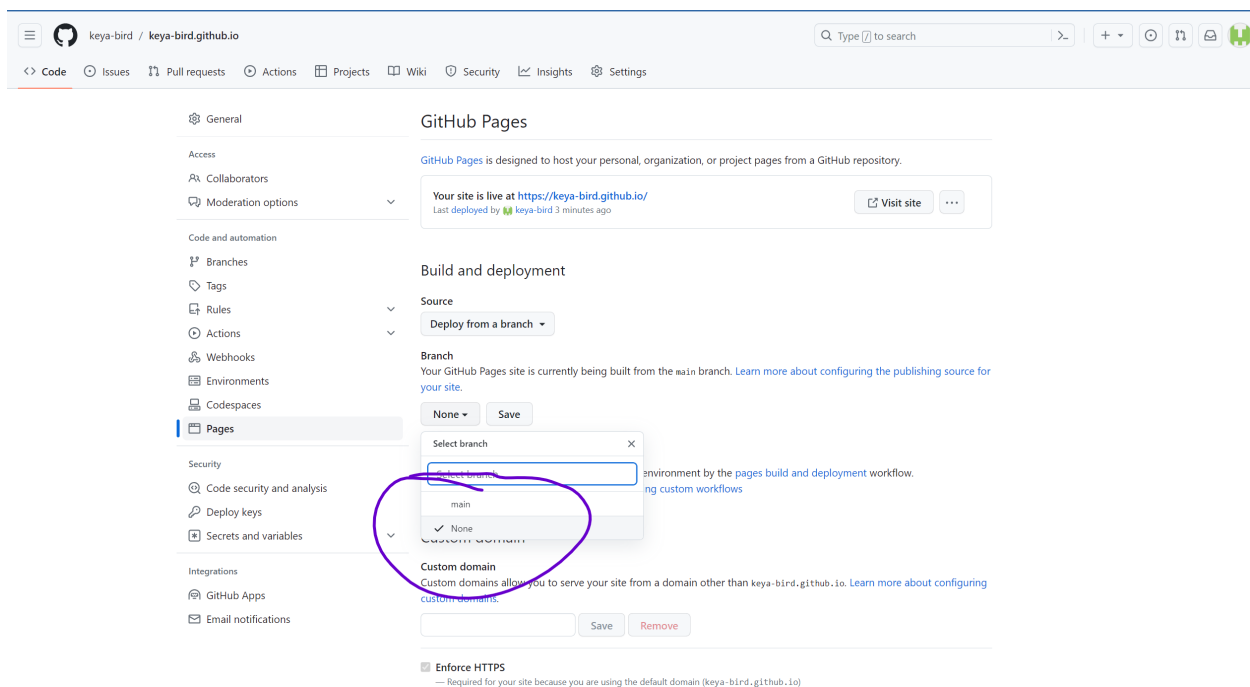 keya-bird / keya-bird.github.io
Type / to search
Code Issues Pull requests Actions Projects Wiki Security Insights Settings
General
Access
Collaborators
Moderation options
Code and automation
Branches
Tags
Rules
Actions
Webhooks
Environments
Codespaces
Pages
Security
Code security and analysis
Deploy keys
Secrets and variables
Integrations
GitHub Apps
Email notifications
GitHub Pages
GitHub Pages is designed to host your personal, organization, or project pages from a GitHub repository.
Your site is live at https://keya-bird.github.io/
Last deployed by keya-bird 3 minutes ago
Visit site
Build and deployment
Source
Deploy from a branch
Branch
Your GitHub Pages site is currently being built from the main branch. Learn more about configuring the publishing source for
your site.
None Save
Select branch
Select branch
environment by the pages build and deployment workflow.
ng custom workflows
main
None
Custom domain
Custom domain
Custom domains allow you to serve your site from a domain other than keya-bird.github.io. Learn more about configuring
custom domains.
Save Remove
Enforce HTTPS
— Required for your site because you are using the default domain (keya-bird.github.io)